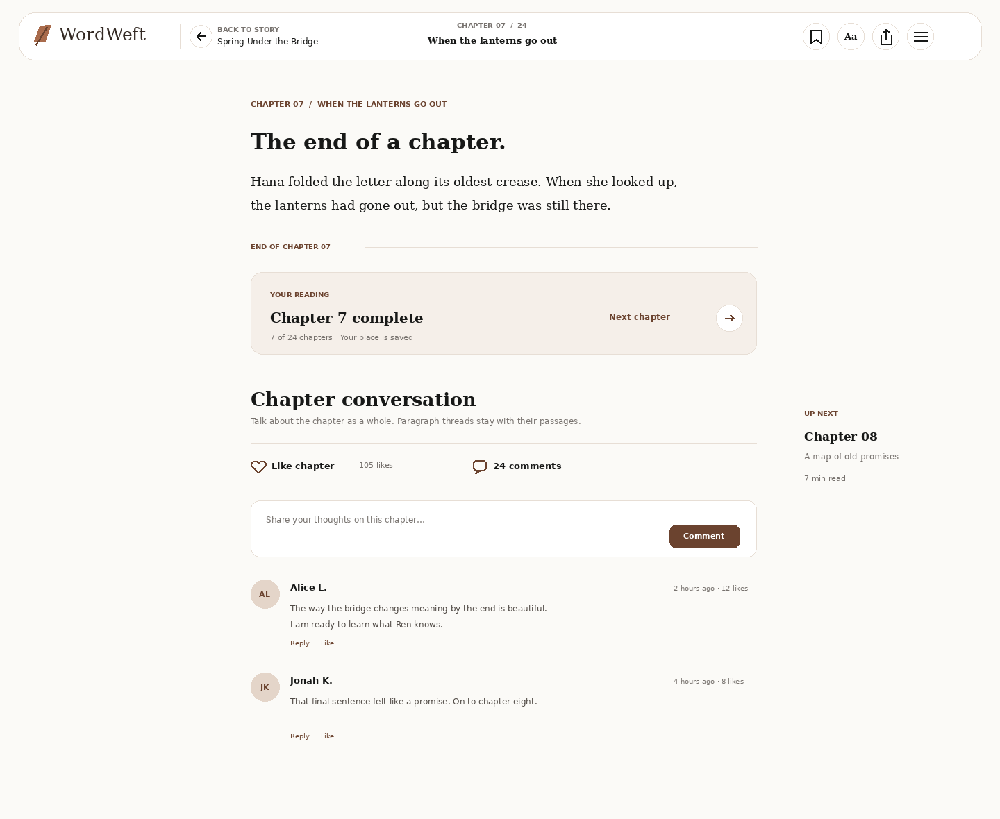 WordWeft
BACK TO STORY
Spring Under the Bridge
CHAPTER 07 / 24
When the lanterns go out
Aa
CHAPTER 07 / WHEN THE LANTERNS GO OUT
The end of a chapter.
Hana folded the letter along its oldest crease. When she looked up,
the lanterns had gone out, but the bridge was still there.
END OF CHAPTER 07
YOUR READING
Chapter 7 complete
7 of 24 chapters · Your place is saved
Next chapter
Chapter conversation
Talk about the chapter as a whole. Paragraph threads stay with their passages.
Like chapter
105 likes
24 comments
Share your thoughts on this chapter...
Comment
AL
Alice L.
2 hours ago · 12 likes
The way the bridge changes meaning by the end is beautiful.
I am ready to learn what Ren knows.
Reply · Like
JK
Jonah K.
4 hours ago · 8 likes
That final sentence felt like a promise. On to chapter eight.
Reply · Like
UP NEXT
Chapter 08
A map of old promises
7 min read